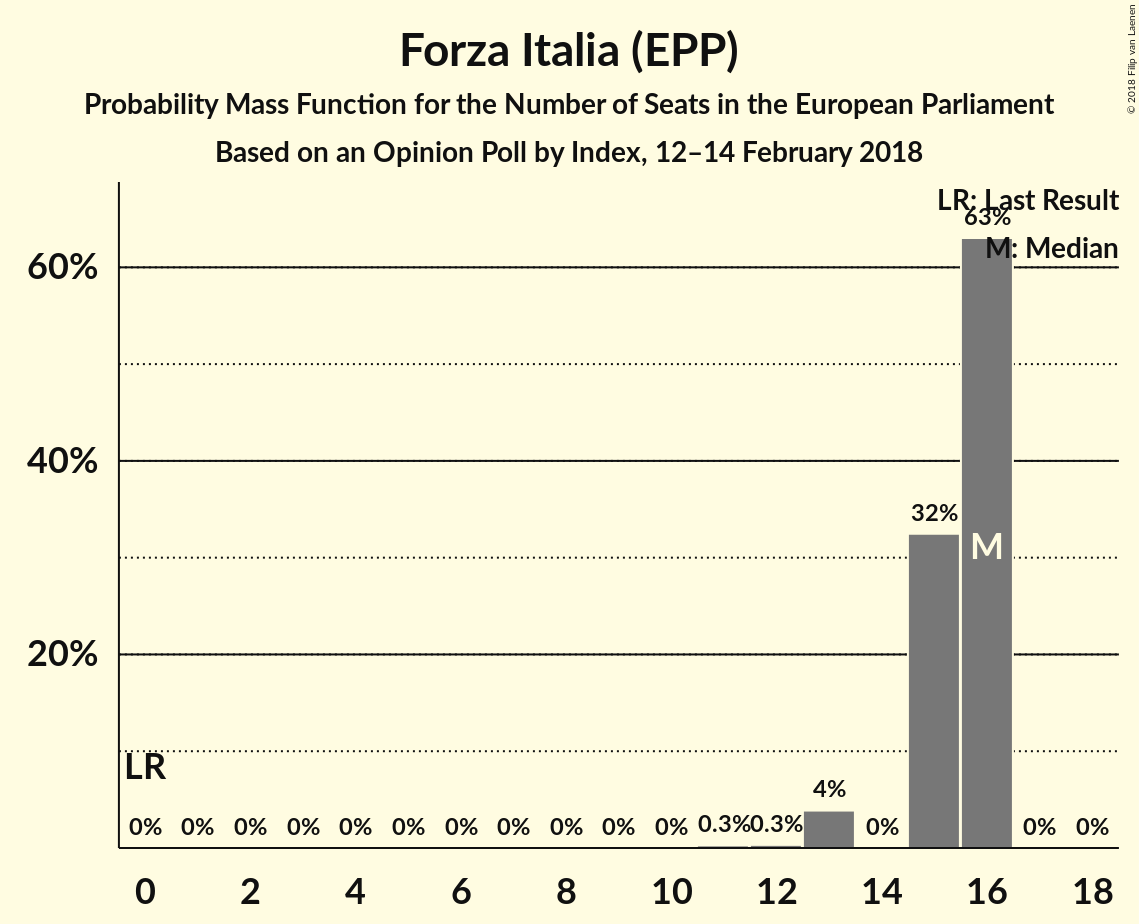 Forza Italia (EPP)
Probability Mass Function for the Number of Seats in the European Parliament
Based on an Opinion Poll by Index, 12–14 February 2018
© 2018 Filip van Laenen
LR: Last Result
M: Median
63%
60%
40%
32%
M
20%
LR
4%
0% 0% 0% 0% 0% 0% 0% 0% 0% 0% 0% 0.3% 0.3% 0% 0% 0%
0 2 4 6 8 10 12 14 16 18